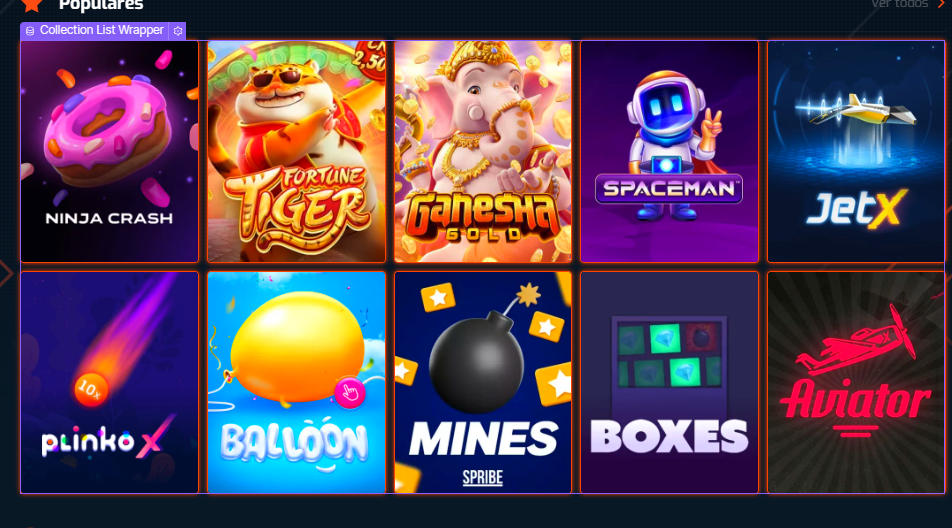 Populares
Ver todos
Collection List Wrapper
NINJA CRASH
FORTUNE
TIGER
GANESHA
GOLD
SPACEMAN™
JetX
10x
plinko X
BALLOON
MINES
SPRIBE
BOXES
Aviator